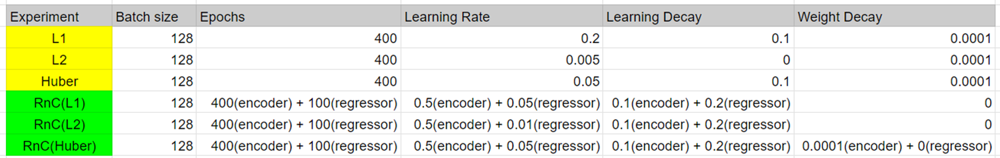 Experiment Batch size Epochs Learning Rate Learning Decay Weight Decay
L1 128 400 0.2 0.1 0.0001
L2 128 400 0.005 0 0.0001
Huber 128 400 0.05 0.1 0.0001
RnC(L1) 128 400(encoder) + 100(regressor) 0.5(encoder) + 0.05(regressor) 0.1(encoder) + 0.2(regressor) 0
RnC(L2) 128 400(encoder) + 100(regressor) 0.5(encoder) + 0.01(regressor) 0.1(encoder) + 0.2(regressor) 0
RnC(Huber) 128 400(encoder) + 100(regressor) 0.5(encoder) + 0.05(regressor) 0.1(encoder) + 0.2(regressor) 0.0001(encoder) + 0(regressor)